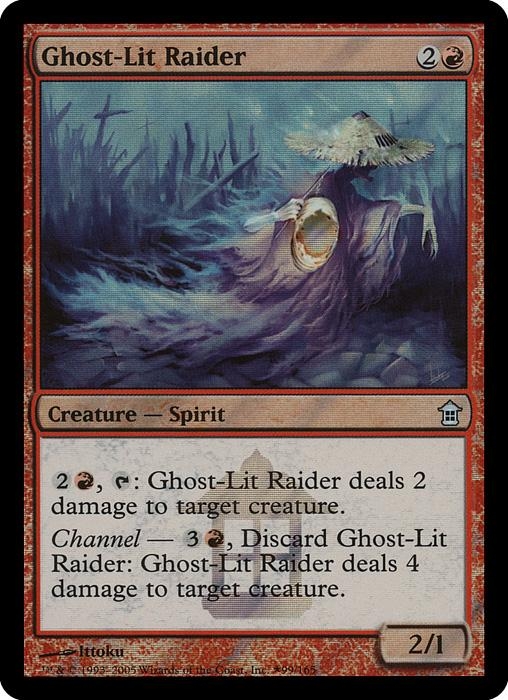 Ghost-Lit Raider 2
Creature — Spirit
2, : Ghost-Lit Raider deals 2
damage to target creature.
Channel — 3, Discard Ghost-Lit
Raider: Ghost-Lit Raider deals 4
damage to target creature.
2/1
Ittoku
™ & © 1993-2005 Wizards of the Coast, Inc. ★99/165